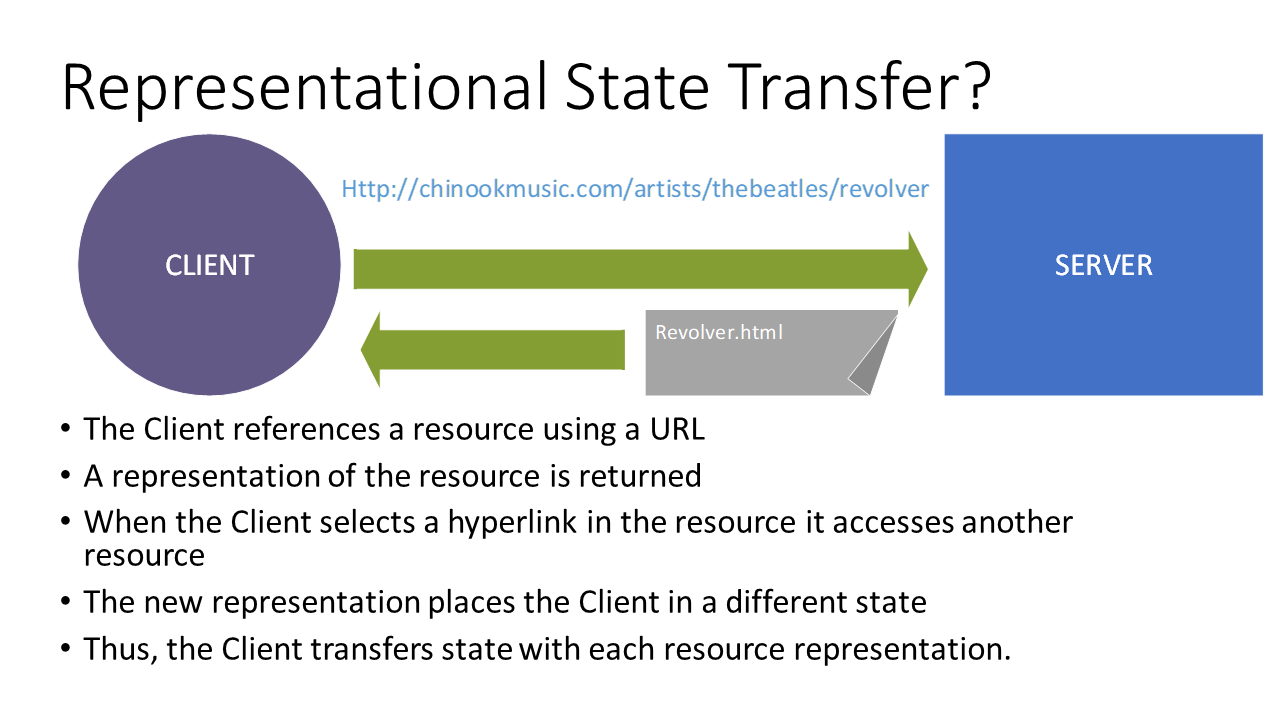 Representational State Transfer?
Http://chinookmusic.com/artists/thebeatles/revolver
CLIENT
SERVER
Revolver.html
• The Client references a resource using a URL
• A representation of the resource is returned
• When the Client selects a hyperlink in the resource it accesses another
resource
• The new representation places the Client in a different state
• Thus, the Client transfers state with each resource representation.